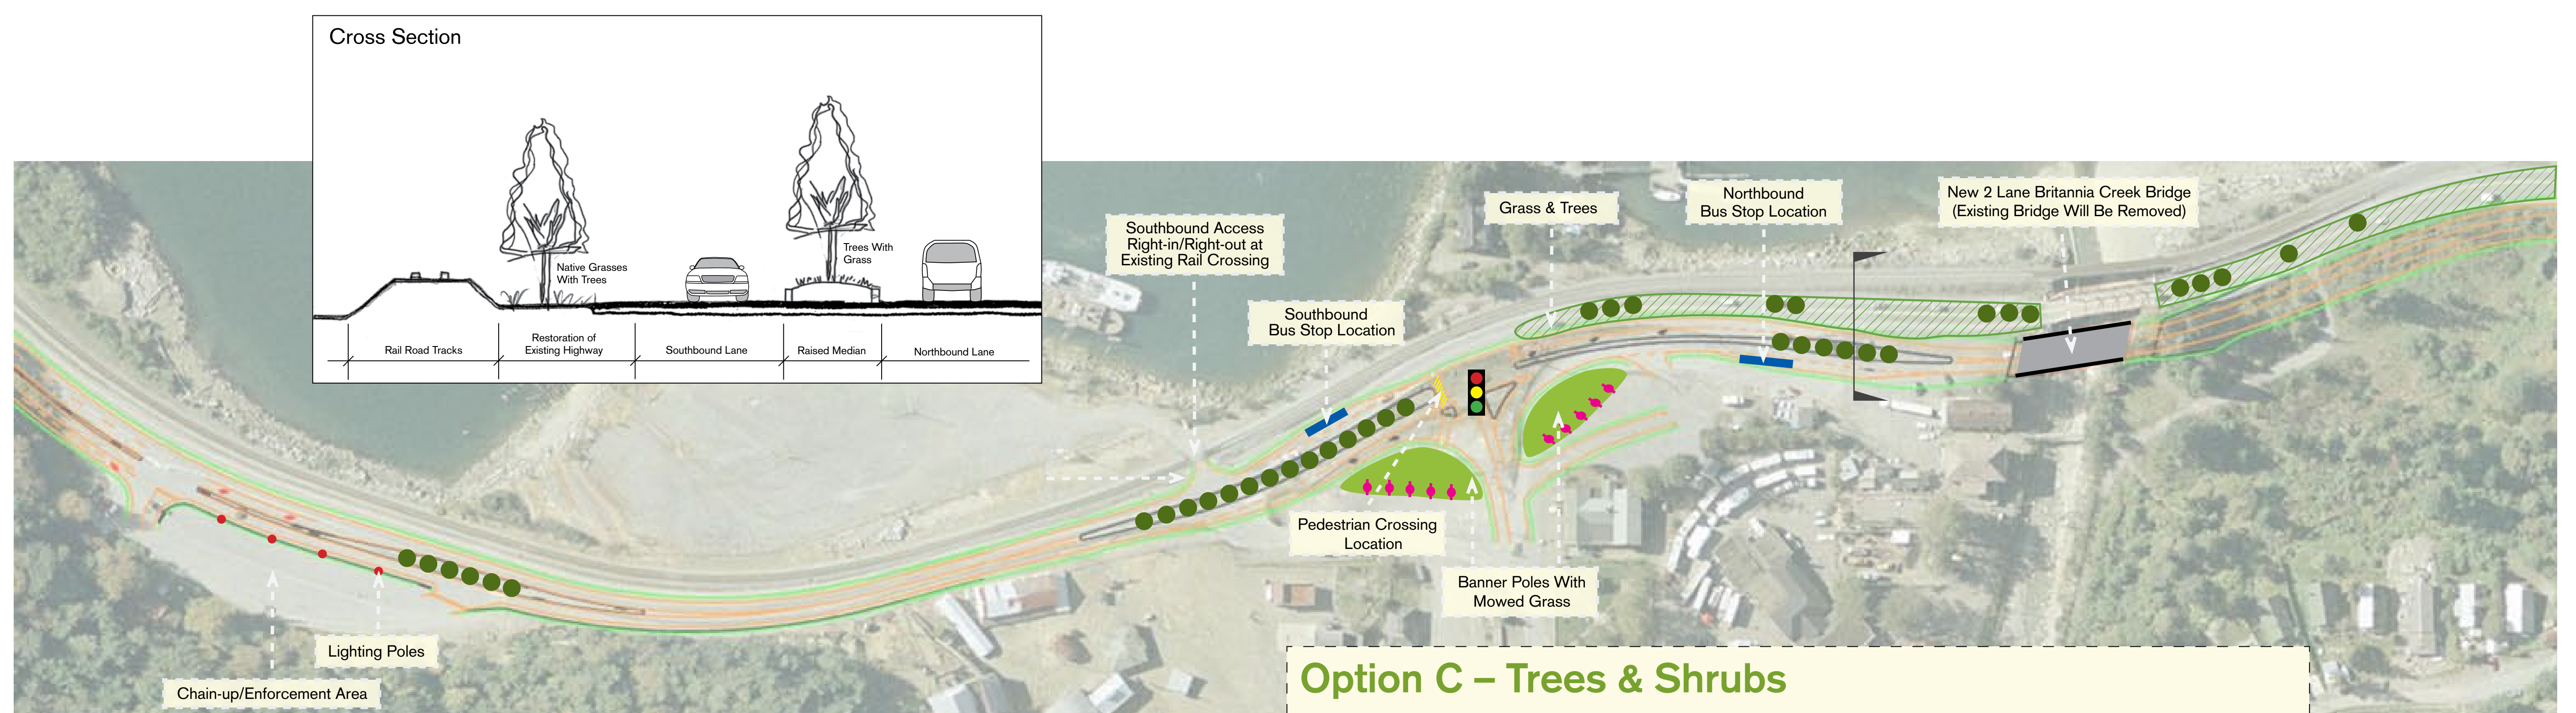 Cross Section
Native Grasses
With Trees
Trees With
Grass
Rail Road Tracks
Restoration of
Existing Highway
Southbound Lane
Raised Median
Northbound Lane
Southbound Access
Right-in/Right-out at
Existing Rail Crossing
Southbound
Bus Stop Location
Grass & Trees
Northbound
Bus Stop Location
New 2 Lane Britannia Creek Bridge
(Existing Bridge Will Be Removed)
Pedestrian Crossing
Location
Banner Poles With
Mowed Grass
Lighting Poles
Chain-up/Enforcement Area
Option C – Trees & Shrubs